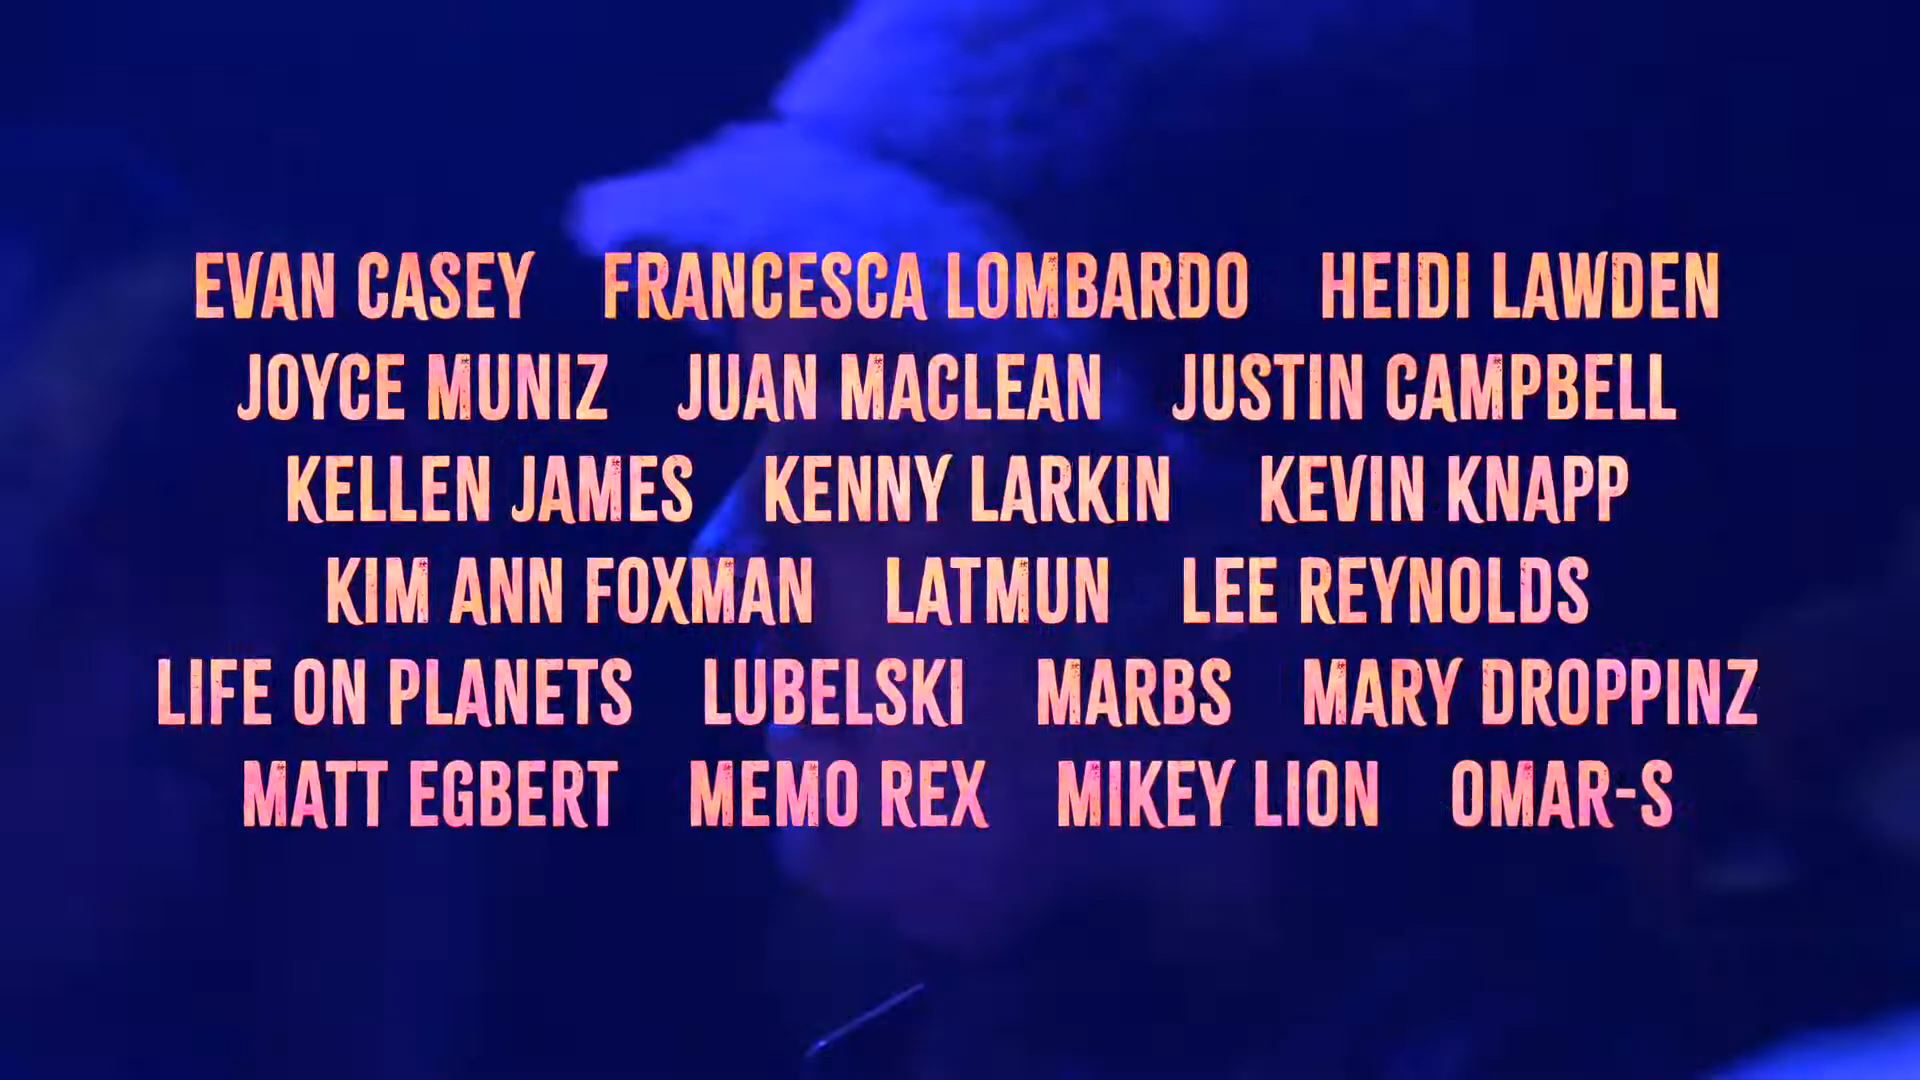 EVAN CASEY FRANCESCA LOMBARDO HEIDI LAWDEN
JOYCE MUNIZ JUAN MACLEAN JUSTIN CAMPBELL
KELLEN JAMES KENNY LARKIN KEVIN KNAPP
KIM ANN FOXMAN LATMUN LEE REYNOLDS
LIFE ON PLANETS LUBELSKI MARBS MARY DROPPINZ
MATT EGBERT MEMO REX MIKEY LION OMAR-S